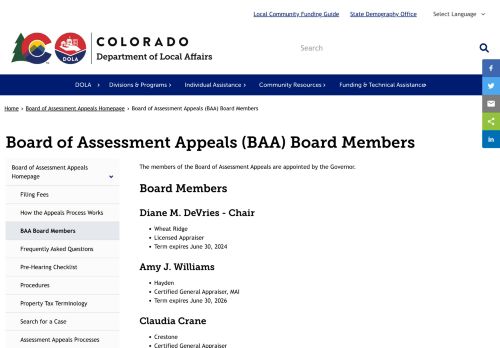 Local Community Funding Guide
State Demography Office
Select Language
COLORADO
Department of Local Affairs
DOLA
Search
DOLA
Divisions & Programs
Individual Assistance
Community Resources
Funding & Technical Assistance
Home › Board of Assessment Appeals Homepage › Board of Assessment Appeals (BAA) Board Members
Board of Assessment Appeals (BAA) Board Members
Board of Assessment Appeals
Homepage
Filing Fees
How the Appeals Process Works
BAA Board Members
Frequently Asked Questions
Pre-Hearing Checklist
Procedures
Property Tax Terminology
Search for a Case
Assessment Appeals Processes
The members of the Board of Assessment Appeals are appointed by the Governor.
Board Members
Diane M. DeVries - Chair
• Wheat Ridge
• Licensed Appraiser
• Term expires June 30, 2024
Amy J. Williams
• Hayden
• Certified General Appraiser, MAI
• Term expires June 30, 2026
Claudia Crane
• Crestone
• Certified General Appraiser